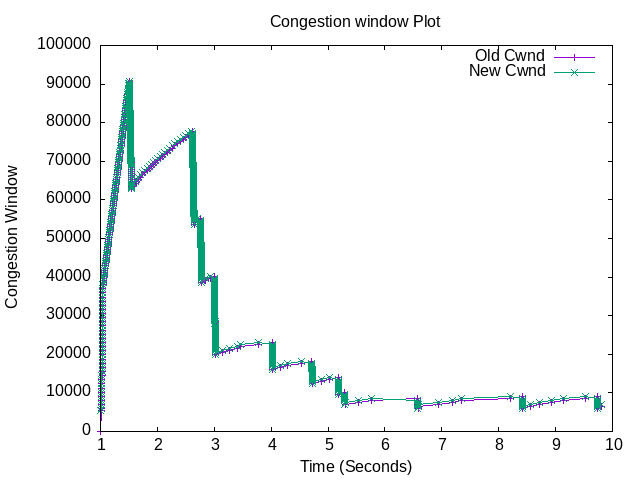 Congestion window Plot
Old Cwnd
New Cwnd
100000
90000
80000
70000
60000
50000
40000
30000
20000
10000
0
Congestion Window
1 2 3 4 5 6 7 8 9 10
Time (Seconds)